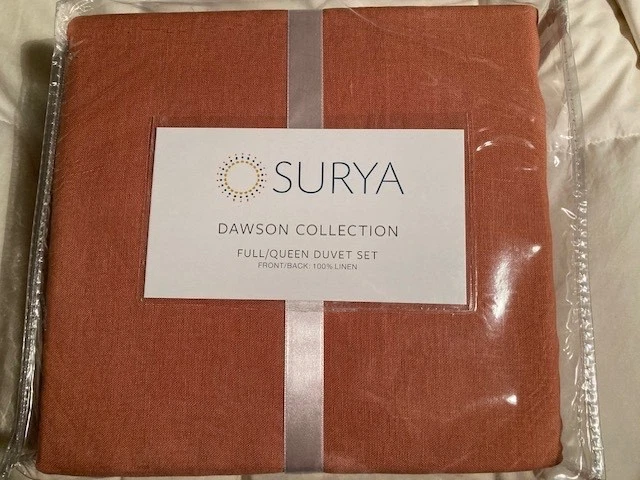 SURYA
DAWSON COLLECTION
FULL/QUEEN DUVET SET
FRONT/BACK: 100% LINEN